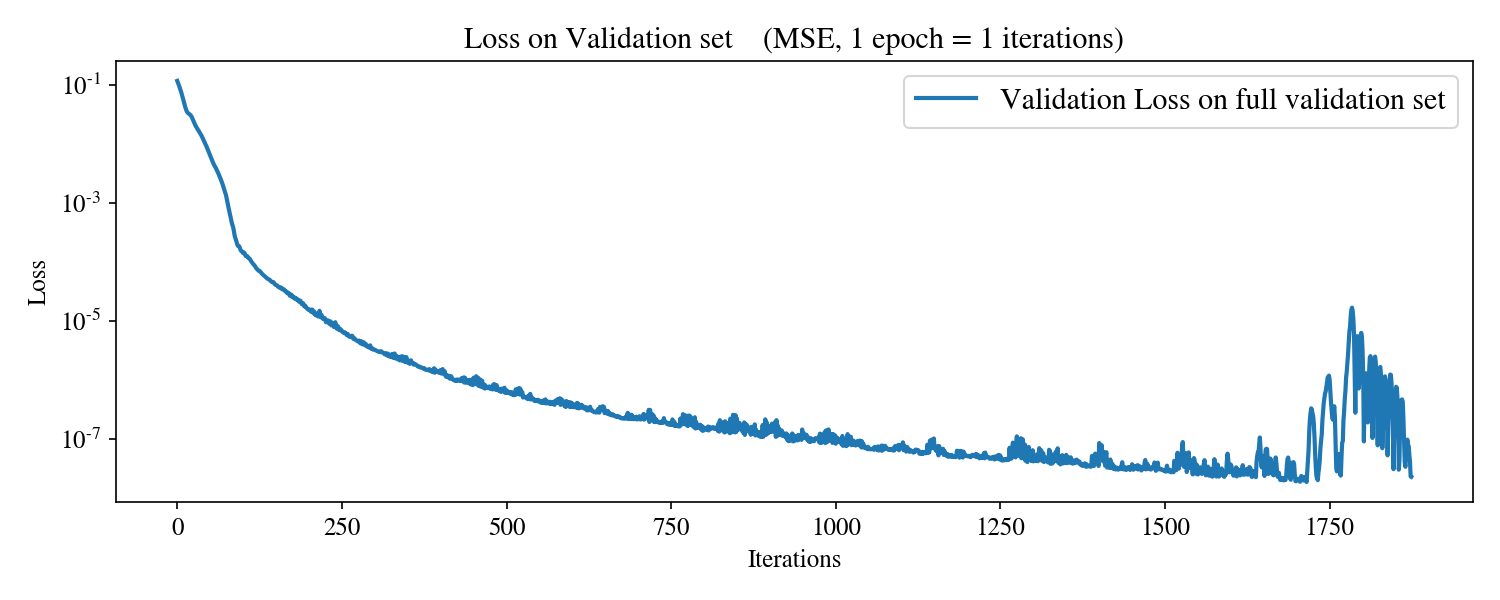 Loss on Validation set    (MSE, 1 epoch = 1 iterations)
Validation Loss on full validation set
10-1
10-3
10-5
10-7
Loss
0 250 500 750 1000 1250 1500 1750
Iterations